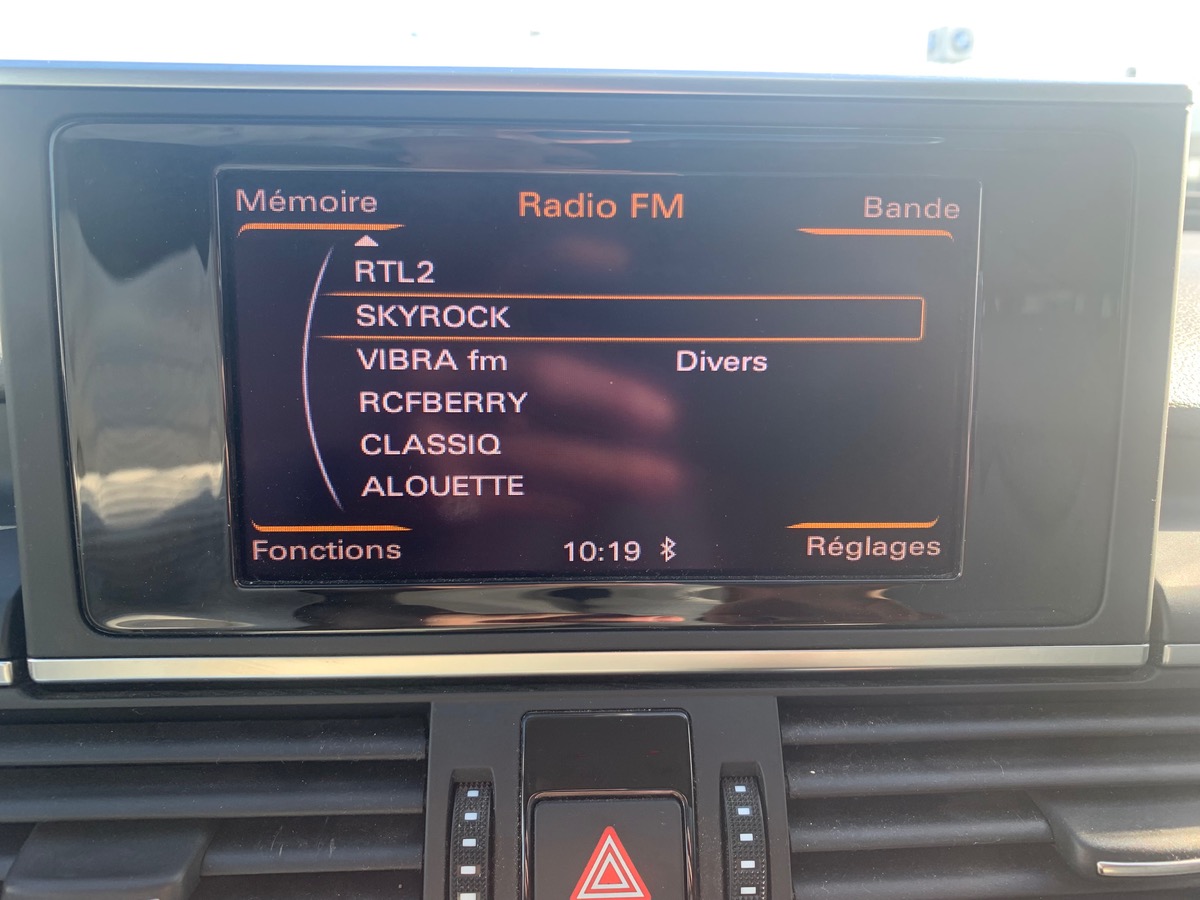 Mémoire Radio FM Bande
RTL2
SKYROCK
VIBRA fm Divers
RCFBERRY
CLASSIQ
ALOUETTE
Fonctions 10:19 Réglages